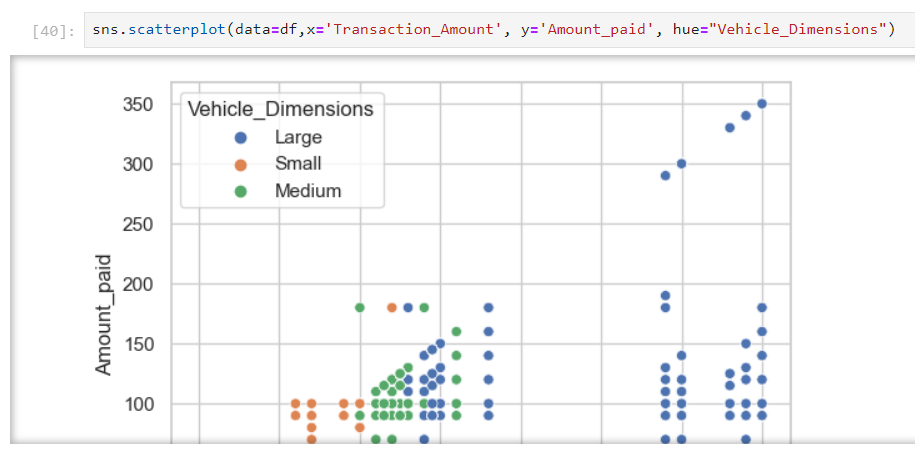 [40]: sns.scatterplot(data=df,x='Transaction_Amount', y='Amount_paid', hue="Vehicle_Dimensions")
350
Vehicle_Dimensions
Large
Small
Medium
300
250
200
150
100
Amount_paid